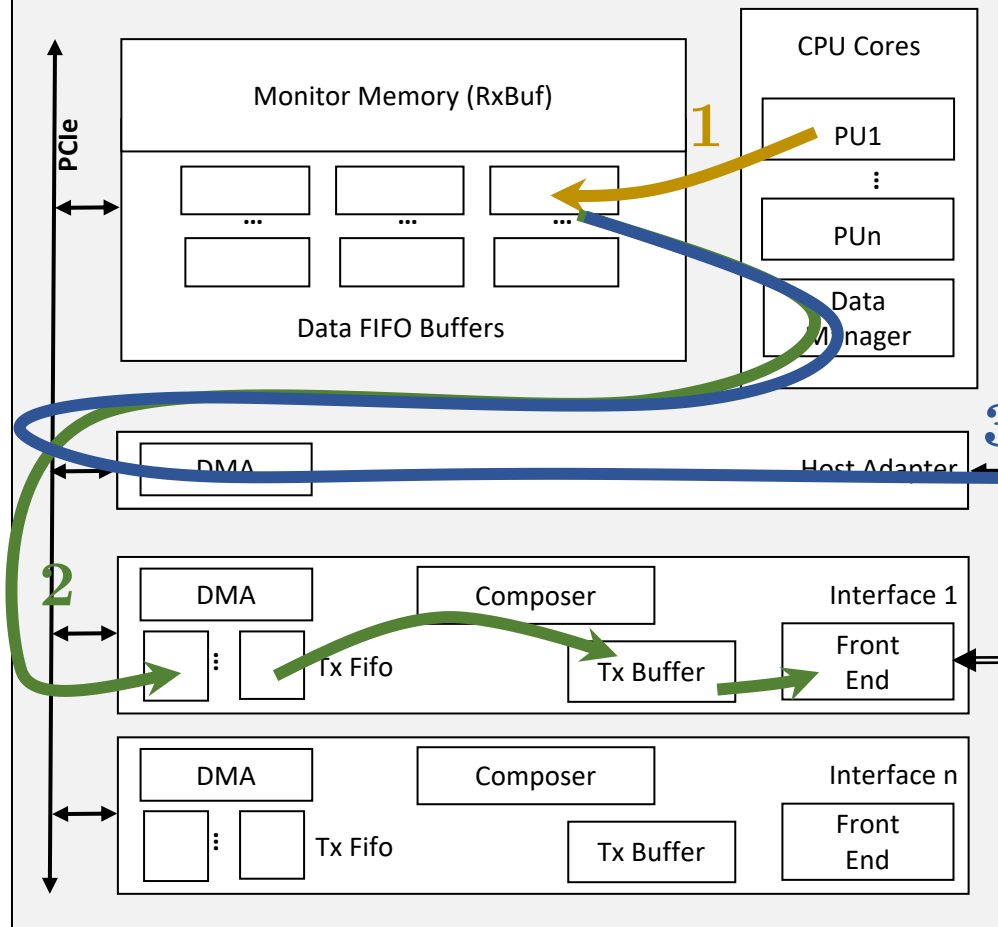 CPU Cores
Monitor Memory (RxBuf)
1
PU1
PCIe
...
PUn
... ... ...
Data
Manager
Data FIFO Buffers
3
DMA
Host Adapter
2
DMA
Composer
Interface 1
...
Tx Fifo
Tx Buffer
Front
End
DMA
Composer
Interface n
...
Tx Fifo
Tx Buffer
Front
End